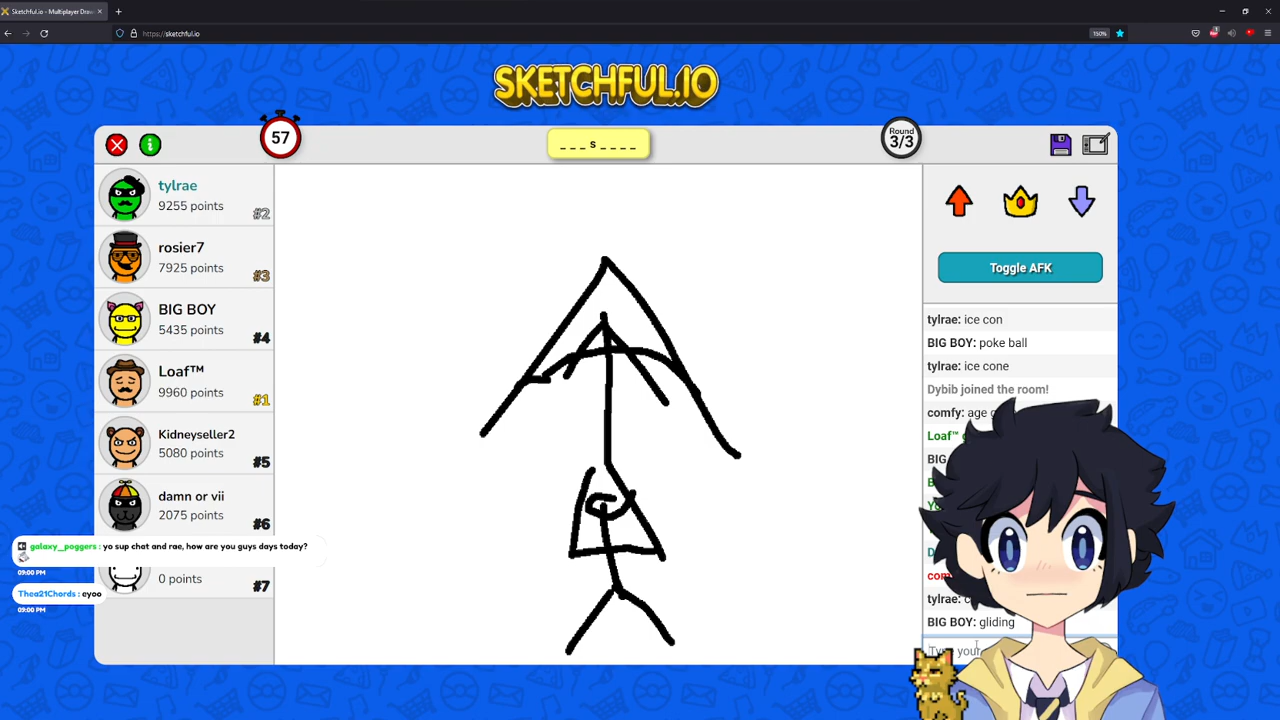 Sketchful.io - Multiplayer Draw
https://sketchful.io
150%
SKETCHFUL.IO
57
_ _ _ s _ _ _ _
Round
3/3
tylrae
9255 points
#2
rosier7
7925 points
#3
BIG BOY
5435 points
#4
Loaf™
9960 points
#1
Kidneyseller2
5080 points
#5
damn or vii
2075 points
#6
0 points
#7
galaxy__poggers : yo sup chat and rae, how are you guys days today?
09:00 PM
Thea21Chords : eyoo
09:00 PM
Toggle AFK
tylrae: ice con
BIG BOY: poke ball
tylrae: ice cone
Dybib joined the room!
comfy: age
Loaf™
BIG
tylrae:
BIG BOY: gliding